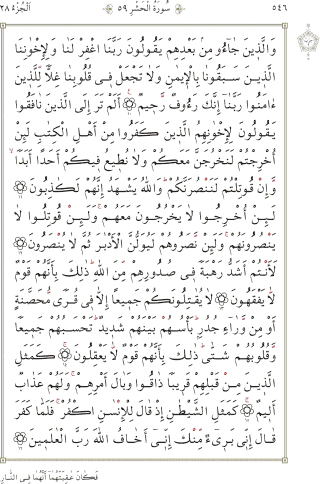 ٥٤٦ سُورَةُ الحَشْرِ ٥٩ الجُزْءُ ٢٨
وَالَّذِينَ جَاءُو مِنْ بَعْدِهِمْ يَقُولُونَ رَبَّنَا اغْفِرْ لَنَا وَلِإِخْوَٰنِنَا
الَّذِينَ سَبَقُونَا بِالْإِيمَٰنِ وَلَا تَجْعَلْ فِي قُلُوبِنَا غِلًّا لِّلَّذِينَ
ءَامَنُوا رَبَّنَا إِنَّكَ رَءُوفٌ رَّحِيمٌ ۝ أَلَمْ تَرَ إِلَى الَّذِينَ نَافَقُوا
يَقُولُونَ لِإِخْوَٰنِهِمُ الَّذِينَ كَفَرُوا مِنْ أَهْلِ الْكِتَٰبِ لَئِنْ
أُخْرِجْتُمْ لَنَخْرُجَنَّ مَعَكُمْ وَلَا نُطِيعُ فِيكُمْ أَحَدًا أَبَدًا
وَإِن قُوتِلْتُمْ لَنَنصُرَنَّكُمْ وَاللَّهُ يَشْهَدُ إِنَّهُمْ لَكَٰذِبُونَ ۝
لَئِنْ أُخْرِجُوا لَا يَخْرُجُونَ مَعَهُمْ وَلَئِن قُوتِلُوا لَا
يَنصُرُونَهُمْ وَلَئِن نَّصَرُوهُمْ لَيُوَلُّنَّ الْأَدْبَٰرَ ثُمَّ لَا يُنصَرُونَ ۝
لَأَنتُمْ أَشَدُّ رَهْبَةً فِي صُدُورِهِم مِّنَ اللَّهِ ذَٰلِكَ بِأَنَّهُمْ قَوْمٌ
لَّا يَفْقَهُونَ ۝ لَا يُقَٰتِلُونَكُمْ جَمِيعًا إِلَّا فِي قُرًى مُّحَصَّنَةٍ
أَوْ مِن وَرَاءِ جُدُرٍ بَأْسُهُم بَيْنَهُمْ شَدِيدٌ تَحْسَبُهُمْ جَمِيعًا
وَقُلُوبُهُمْ شَتَّىٰ ذَٰلِكَ بِأَنَّهُمْ قَوْمٌ لَّا يَعْقِلُونَ ۝ كَمَثَلِ
الَّذِينَ مِن قَبْلِهِمْ قَرِيبًا ذَاقُوا وَبَالَ أَمْرِهِمْ وَلَهُمْ عَذَابٌ
أَلِيمٌ ۝ كَمَثَلِ الشَّيْطَٰنِ إِذْ قَالَ لِلْإِنسَٰنِ اكْفُرْ فَلَمَّا كَفَرَ
قَالَ إِنِّي بَرِيءٌ مِّنكَ إِنِّي أَخَافُ اللَّهَ رَبَّ الْعَٰلَمِينَ ۝
فَكَانَ عَٰقِبَتَهُمَا أَنَّهُمَا فِي النَّارِ